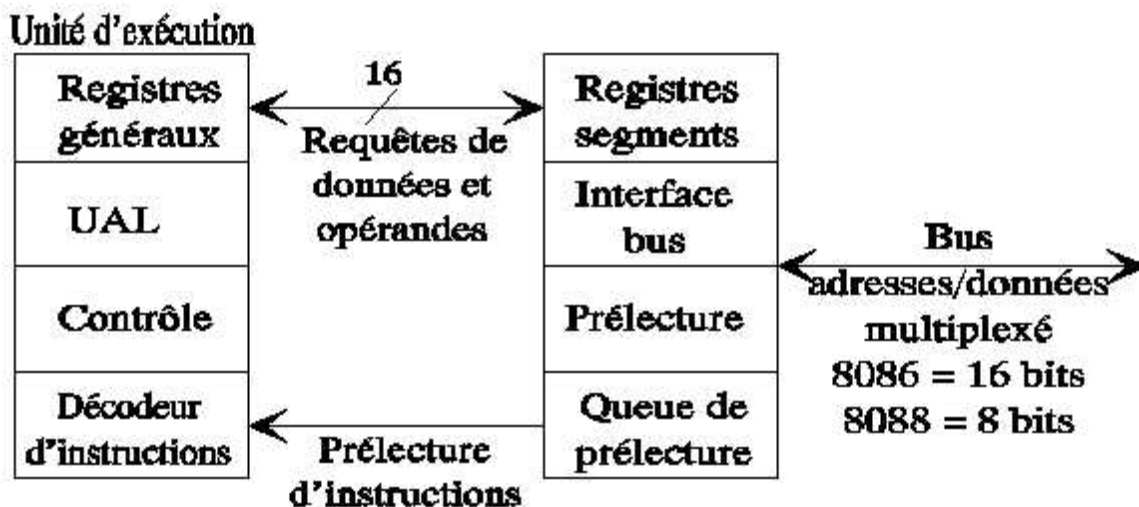 Unité d'exécution
Registres
généraux
UAL
Contrôle
Décodeur
d'instructions
16
Requêtes de
données et
opérandes
Prélecture
d'instructions
Registres
segments
Interface
bus
Prélecture
Queue de
prélecture
Bus
adresses/données
multiplexé
8086 = 16 bits
8088 = 8 bits